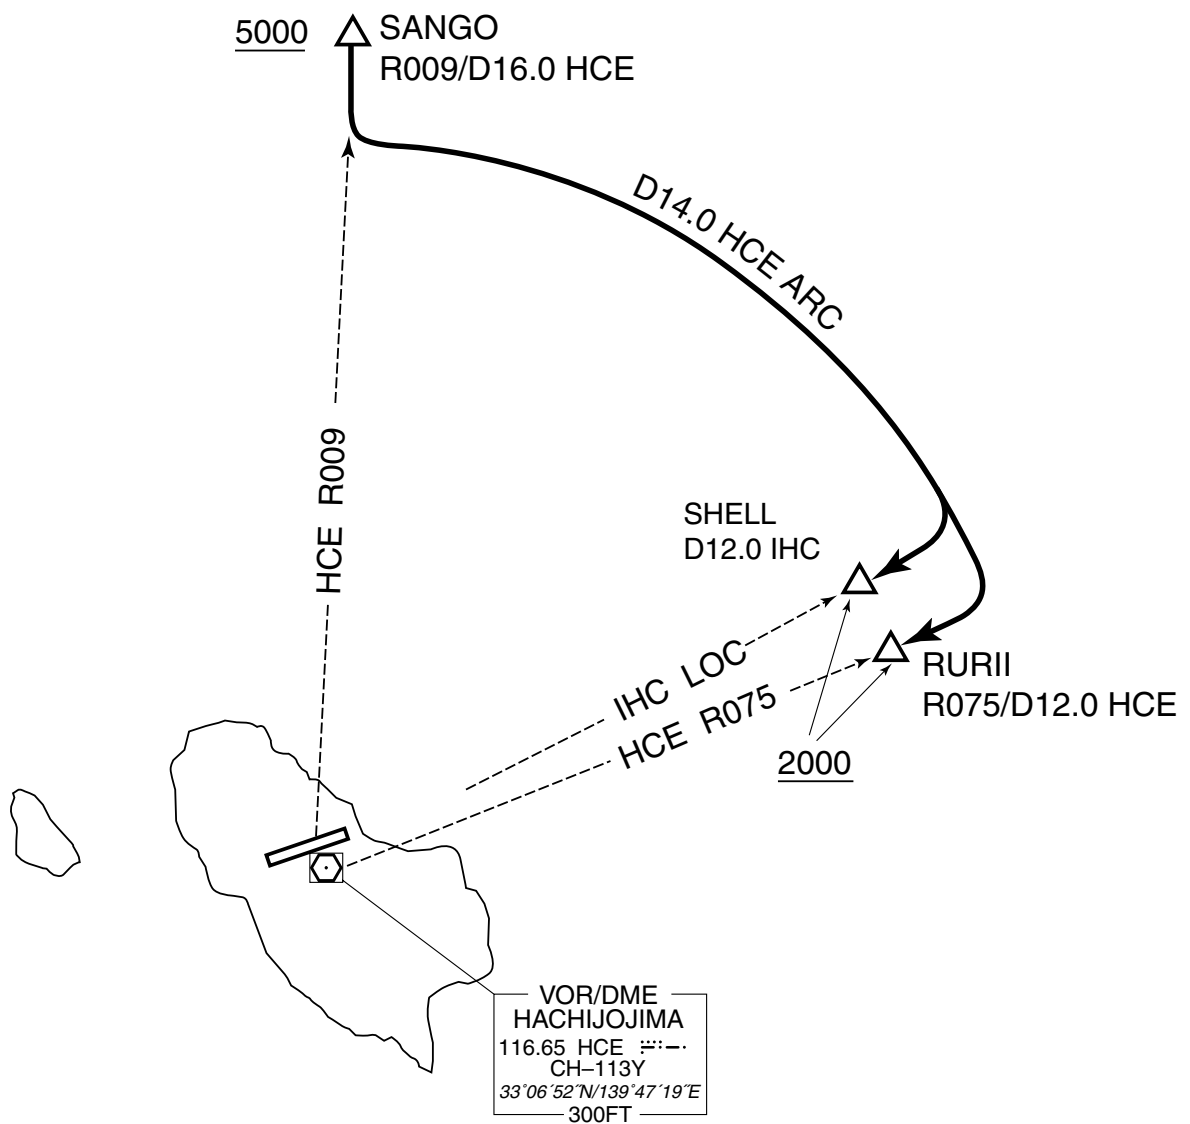 5000
SANGO
R009/D16.0 HCE
D14.0 HCE ARC
HCE R009
SHELL
D12.0 IHC
IHC LOC
HCE R075
RURII
R075/D12.0 HCE
2000
VOR/DME
HACHIJOJIMA
116.65 HCE
CH–113Y
33°06´52˝N/139°47´19˝E
300FT